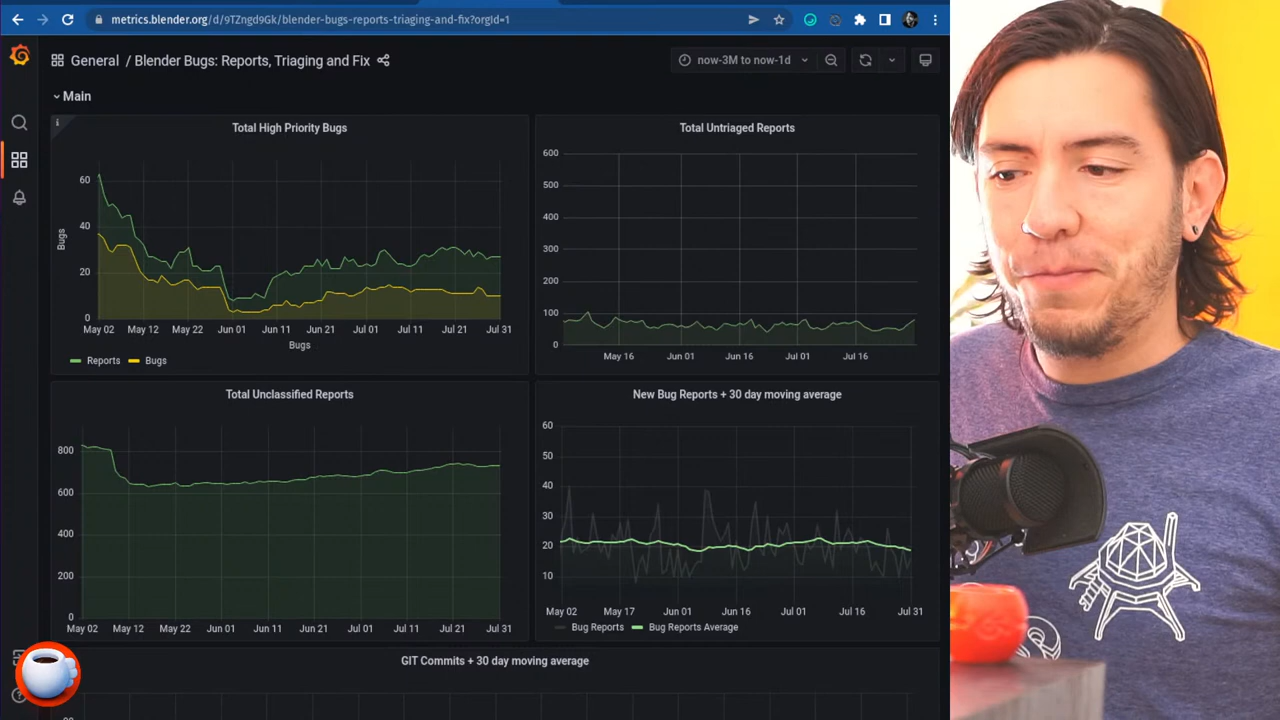 metrics.blender.org/d/9TZngd9Gk/blender-bugs-reports-triaging-and-fix?orgId=1
General / Blender Bugs: Reports, Triaging and Fix
now-3M to now-1d
Main
Total High Priority Bugs
60
40
20
0
Bugs
May 02 May 12 May 22 Jun 01 Jun 11 Jun 21 Jul 01 Jul 11 Jul 21 Jul 31
Bugs
Reports Bugs
Total Untriaged Reports
600
500
400
300
200
100
0
May 16 Jun 01 Jun 16 Jul 01 Jul 16
Total Unclassified Reports
800
600
400
200
0
May 02 May 12 May 22 Jun 01 Jun 11 Jun 21 Jul 01 Jul 11 Jul 21 Jul 31
New Bug Reports + 30 day moving average
60
50
40
30
20
10
May 02 May 17 Jun 01 Jun 16 Jul 01 Jul 16 Jul 31
Bug Reports Bug Reports Average
GIT Commits + 30 day moving average